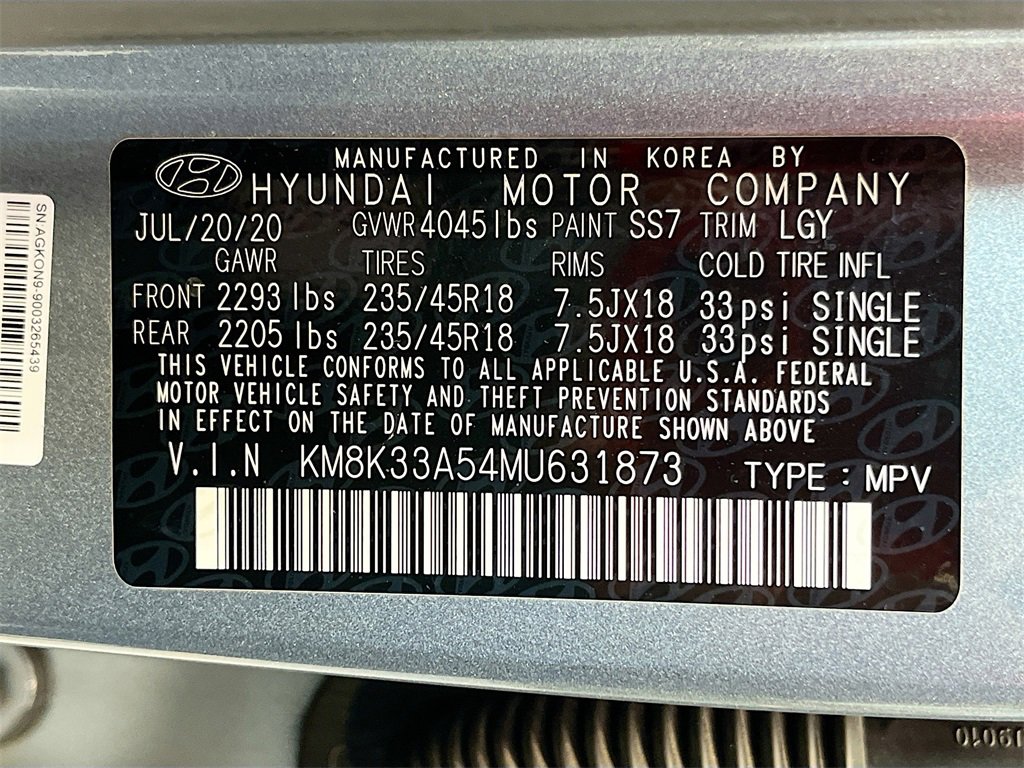 MANUFACTURED IN KOREA BY
HYUNDAI MOTOR COMPANY
JUL/20/20 GVWR 4045 lbs PAINT SS7 TRIM LGY
GAWR TIRES RIMS COLD TIRE INFL
FRONT 2293 lbs 235/45R18 7.5JX18 33psi SINGLE
REAR 2205 lbs 235/45R18 7.5JX18 33psi SINGLE
THIS VEHICLE CONFORMS TO ALL APPLICABLE U.S.A. FEDERAL
MOTOR VEHICLE SAFETY AND THEFT PREVENTION STANDARDS
IN EFFECT ON THE DATE OF MANUFACTURE SHOWN ABOVE
V.I.N KM8K33A54MU631873 TYPE : MPV
SN:AGKON9-9003265439